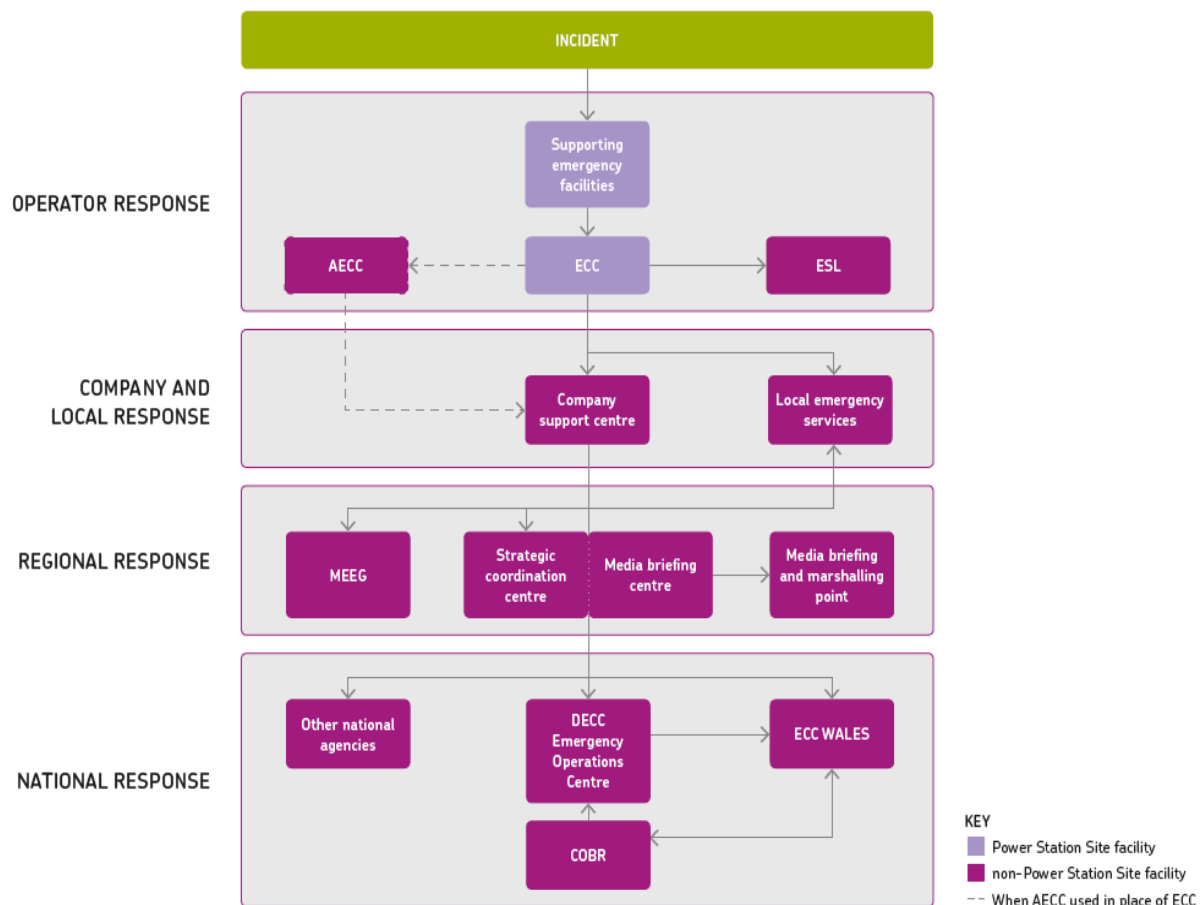 INCIDENT
OPERATOR RESPONSE
Supporting
emergency
facilities
AECC
ECC
ESL
COMPANY AND
LOCAL RESPONSE
Company
support centre
Local emergency
services
REGIONAL RESPONSE
MEEG
Strategic
coordination
centre
Media briefing
centre
Media briefing
and marshalling
point
NATIONAL RESPONSE
Other national
agencies
DECC
Emergency
Operations
Centre
ECC WALES
COBR
KEY
Power Station Site facility
non-Power Station Site facility
When AECC used in place of ECC